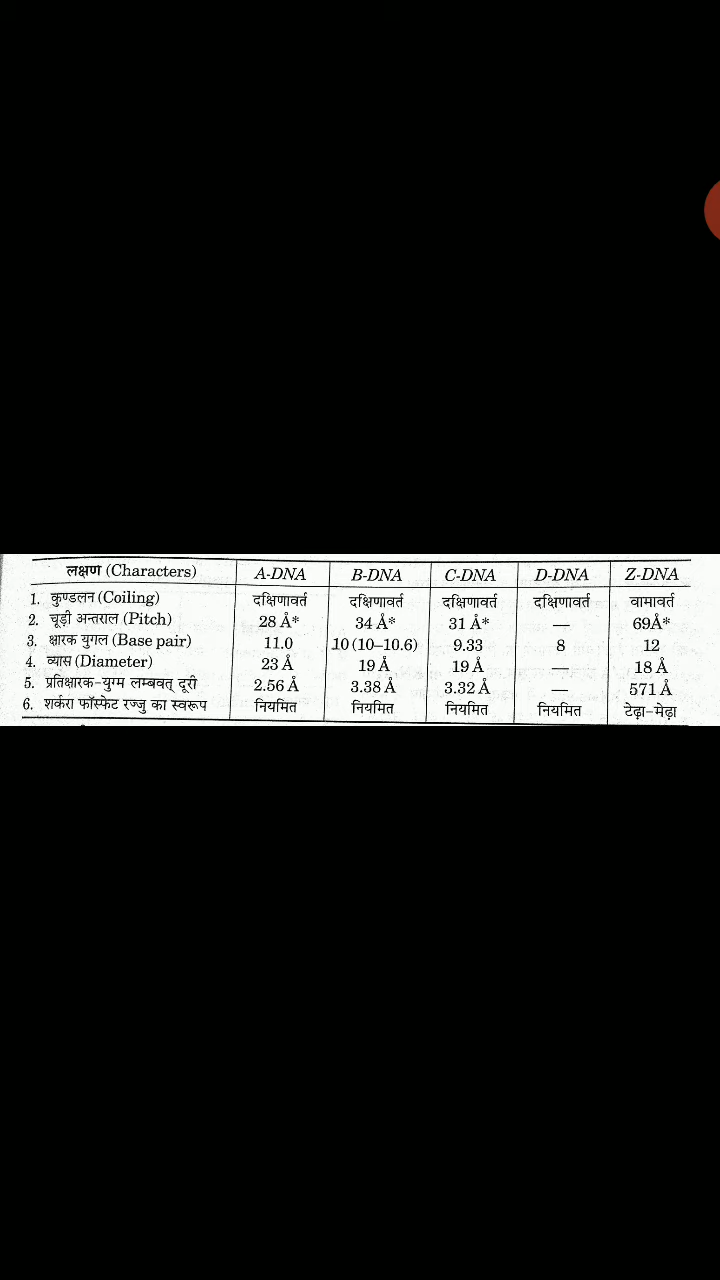 लक्षण (Characters) A-DNA B-DNA C-DNA D-DNA Z-DNA
1. कुण्डलन (Coiling) दक्षिणावर्त दक्षिणावर्त दक्षिणावर्त दक्षिणावर्त वामावर्त
2. चूड़ी अन्तराल (Pitch) 28 Å* 34 Å* 31 Å* — 69Å*
3. क्षारक युगल (Base pair) 11.0 10 (10–10.6) 9.33 8 12
4. व्यास (Diameter) 23 Å 19 Å 19 Å — 18 Å
5. प्रतिक्षारक-युग्म लम्बवत् दूरी 2.56 Å 3.38 Å 3.32 Å — 571 Å
6. शर्करा फॉस्फेट रज्जु का स्वरूप नियमित नियमित नियमित नियमित टेढ़ा-मेढ़ा